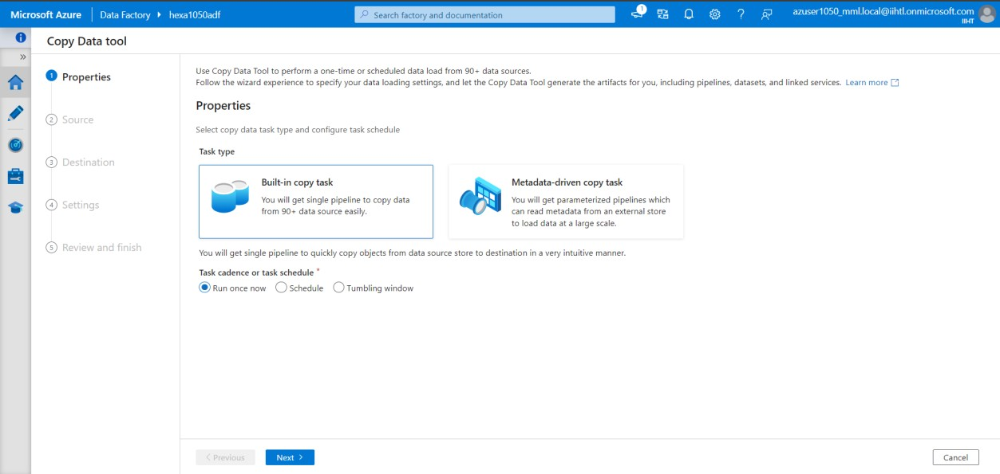 Microsoft Azure
Data Factory
hexa1050adf
Search factory and documentation
1
azuser1050_mml.local@iihtl.onmicrosoft.com
IIHT
Copy Data tool
1 Properties
2 Source
3 Destination
4 Settings
5 Review and finish
Use Copy Data Tool to perform a one-time or scheduled data load from 90+ data sources.
Follow the wizard experience to specify your data loading settings, and let the Copy Data Tool generate the artifacts for you, including pipelines, datasets, and linked services. Learn more
Properties
Select copy data task type and configure task schedule
Task type
Built-in copy task
You will get single pipeline to copy data
from 90+ data source easily.
Metadata-driven copy task
You will get parameterized pipelines which
can read metadata from an external store
to load data at a large scale.
You will get single pipeline to quickly copy objects from data source store to destination in a very intuitive manner.
Task cadence or task schedule *
Run once now
Schedule
Tumbling window
< Previous
Next >
Cancel